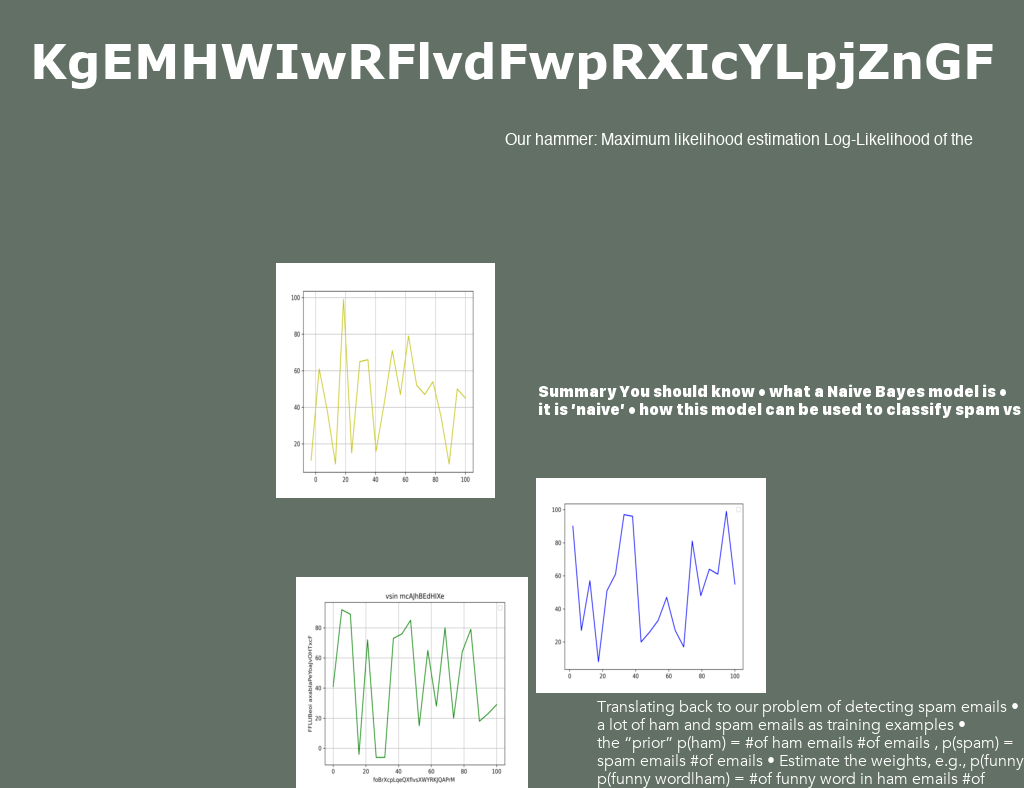 KgEMHWIwRFlvdFwpRXIcYLpjZnGF
Our hammer: Maximum likelihood estimation Log-Likelihood of the
100
80
60
40
20
0 20 40 60 80 100
Summary You should know • what a Naive Bayes model is •
it is 'naive' • how this model can be used to classify spam vs
100
80
60
40
20
0 20 40 60 80 100
vsin mcAJhBEdHIXe
80
60
40
20
0
0 20 40 60 80 100
Translating back to our problem of detecting spam emails •
a lot of ham and spam emails as training examples •
the “prior” p(ham) = #of ham emails #of emails , p(spam) =
spam emails #of emails • Estimate the weights, e.g., p(funny
p(funny word|ham) = #of funny word in ham emails #of